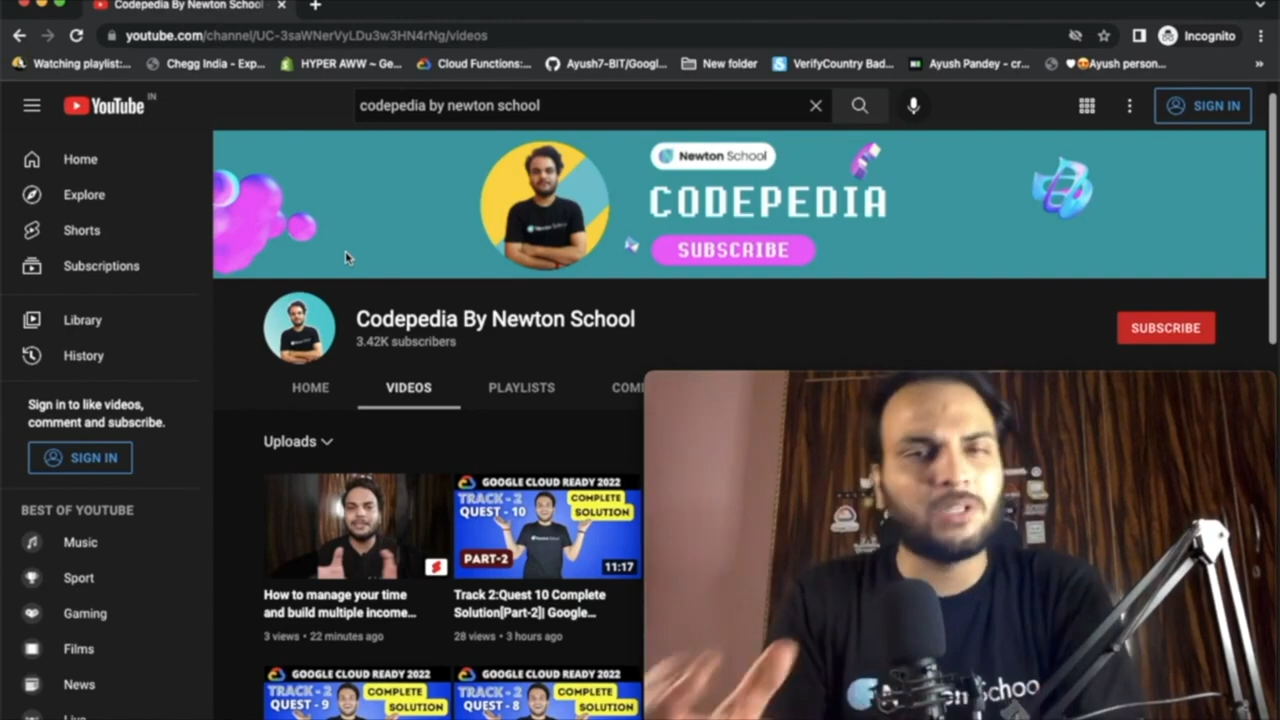 Codepedia By Newton School
youtube.com/channel/UC-3saWNerVyLDu3w3HN4rNg/videos
Incognito
Watching playlist:...
Chegg India - Exp...
HYPER AWW ~ Ge...
Cloud Functions:...
Ayush7-BIT/Googl...
New folder
VerifyCountry Bad...
Ayush Pandey - cr...
♥😍Ayush person...
»
YouTube IN
codepedia by newton school
SIGN IN
Home
Explore
Shorts
Subscriptions
Library
History
Sign in to like videos,
comment and subscribe.
SIGN IN
BEST OF YOUTUBE
Music
Sport
Gaming
Films
News
Newton School
CODEPEDIA
SUBSCRIBE
Codepedia By Newton School
3.42K subscribers
SUBSCRIBE
HOME
VIDEOS
PLAYLISTS
Uploads
GOOGLE CLOUD READY 2022
TRACK - 2
QUEST - 10
COMPLETE
SOLUTION
PART-2
11:17
How to manage your time
and build multiple income...
3 views • 22 minutes ago
Track 2:Quest 10 Complete
Solution[Part-2]| Google...
28 views • 3 hours ago
GOOGLE CLOUD READY 2022
TRACK - 2
QUEST - 9
COMPLETE
SOLUTION
GOOGLE CLOUD READY 2022
TRACK - 2
QUEST - 8
COMPLETE
SOLUTION